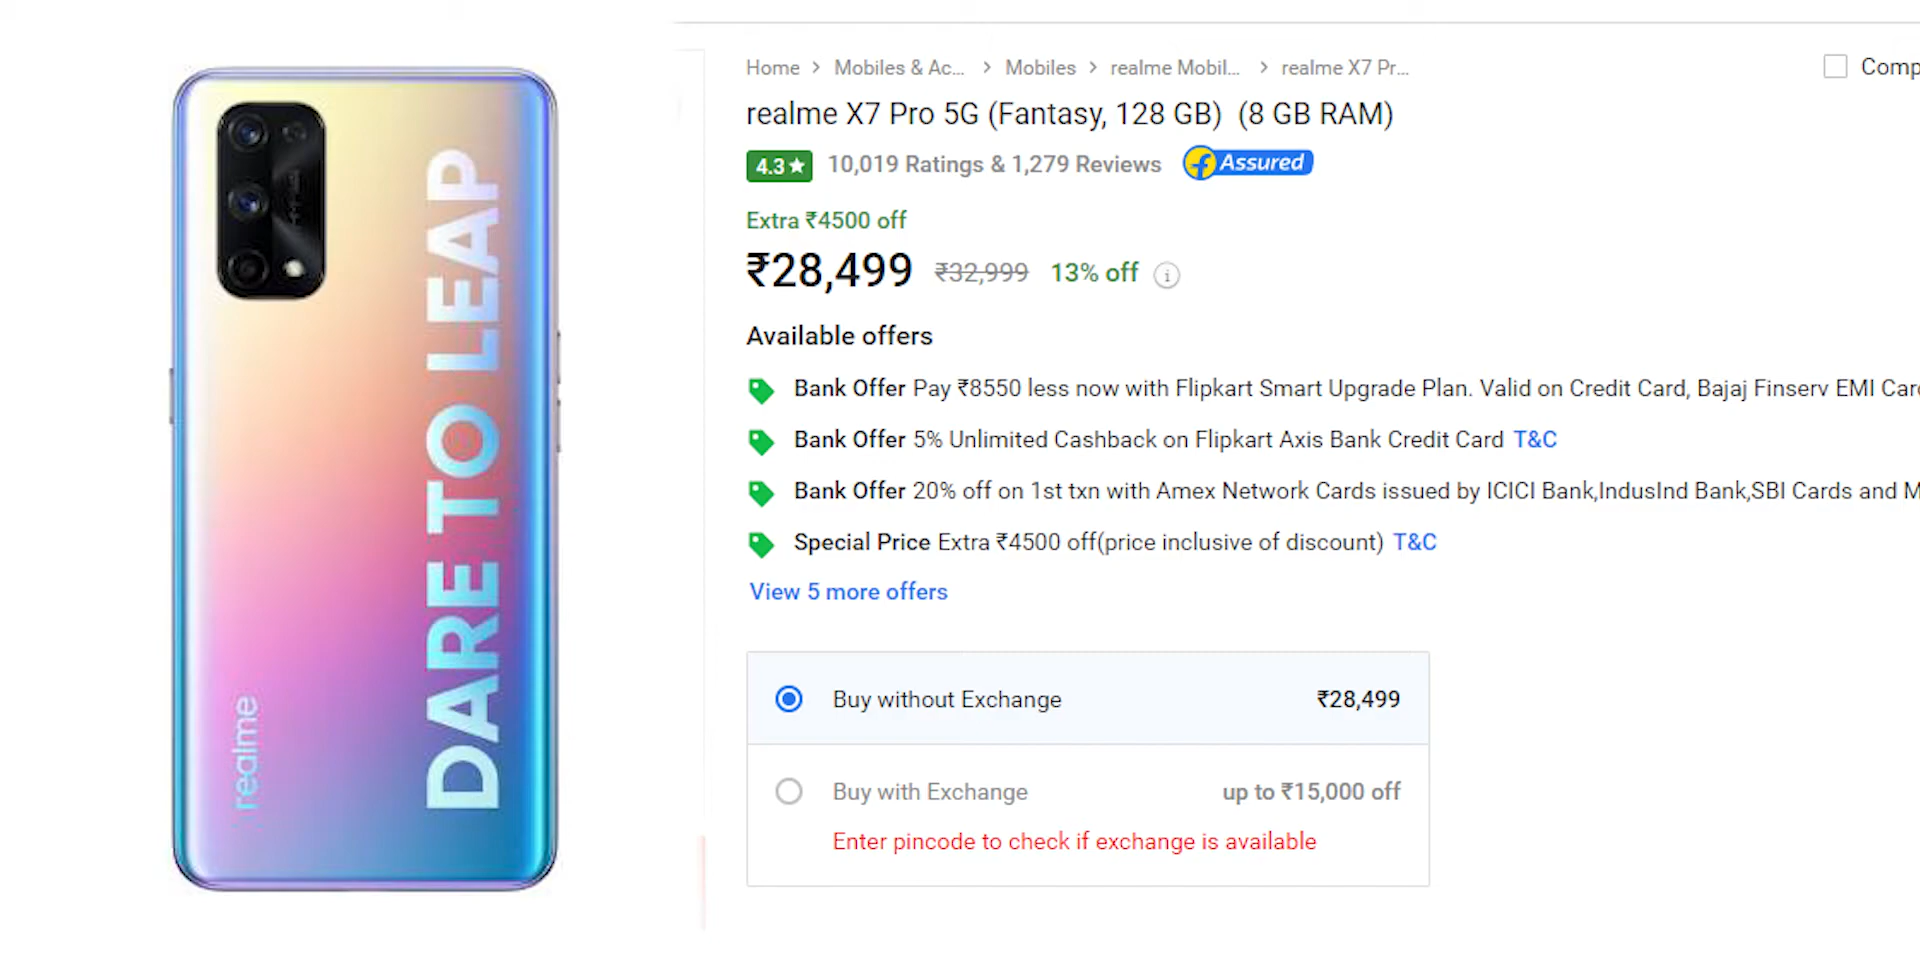 DARE TO LEAP
realme
Home > Mobiles & Ac... > Mobiles > realme Mobil... > realme X7 Pr...
Comp
realme X7 Pro 5G (Fantasy, 128 GB) (8 GB RAM)
4.3★ 10,019 Ratings & 1,279 Reviews f Assured
Extra ₹4500 off
₹28,499 ₹32,999 13% off i
Available offers
Bank Offer Pay ₹8550 less now with Flipkart Smart Upgrade Plan. Valid on Credit Card, Bajaj Finserv EMI Car
Bank Offer 5% Unlimited Cashback on Flipkart Axis Bank Credit Card T&C
Bank Offer 20% off on 1st txn with Amex Network Cards issued by ICICI Bank,IndusInd Bank,SBI Cards and M
Special Price Extra ₹4500 off(price inclusive of discount) T&C
View 5 more offers
Buy without Exchange ₹28,499
Buy with Exchange up to ₹15,000 off
Enter pincode to check if exchange is available